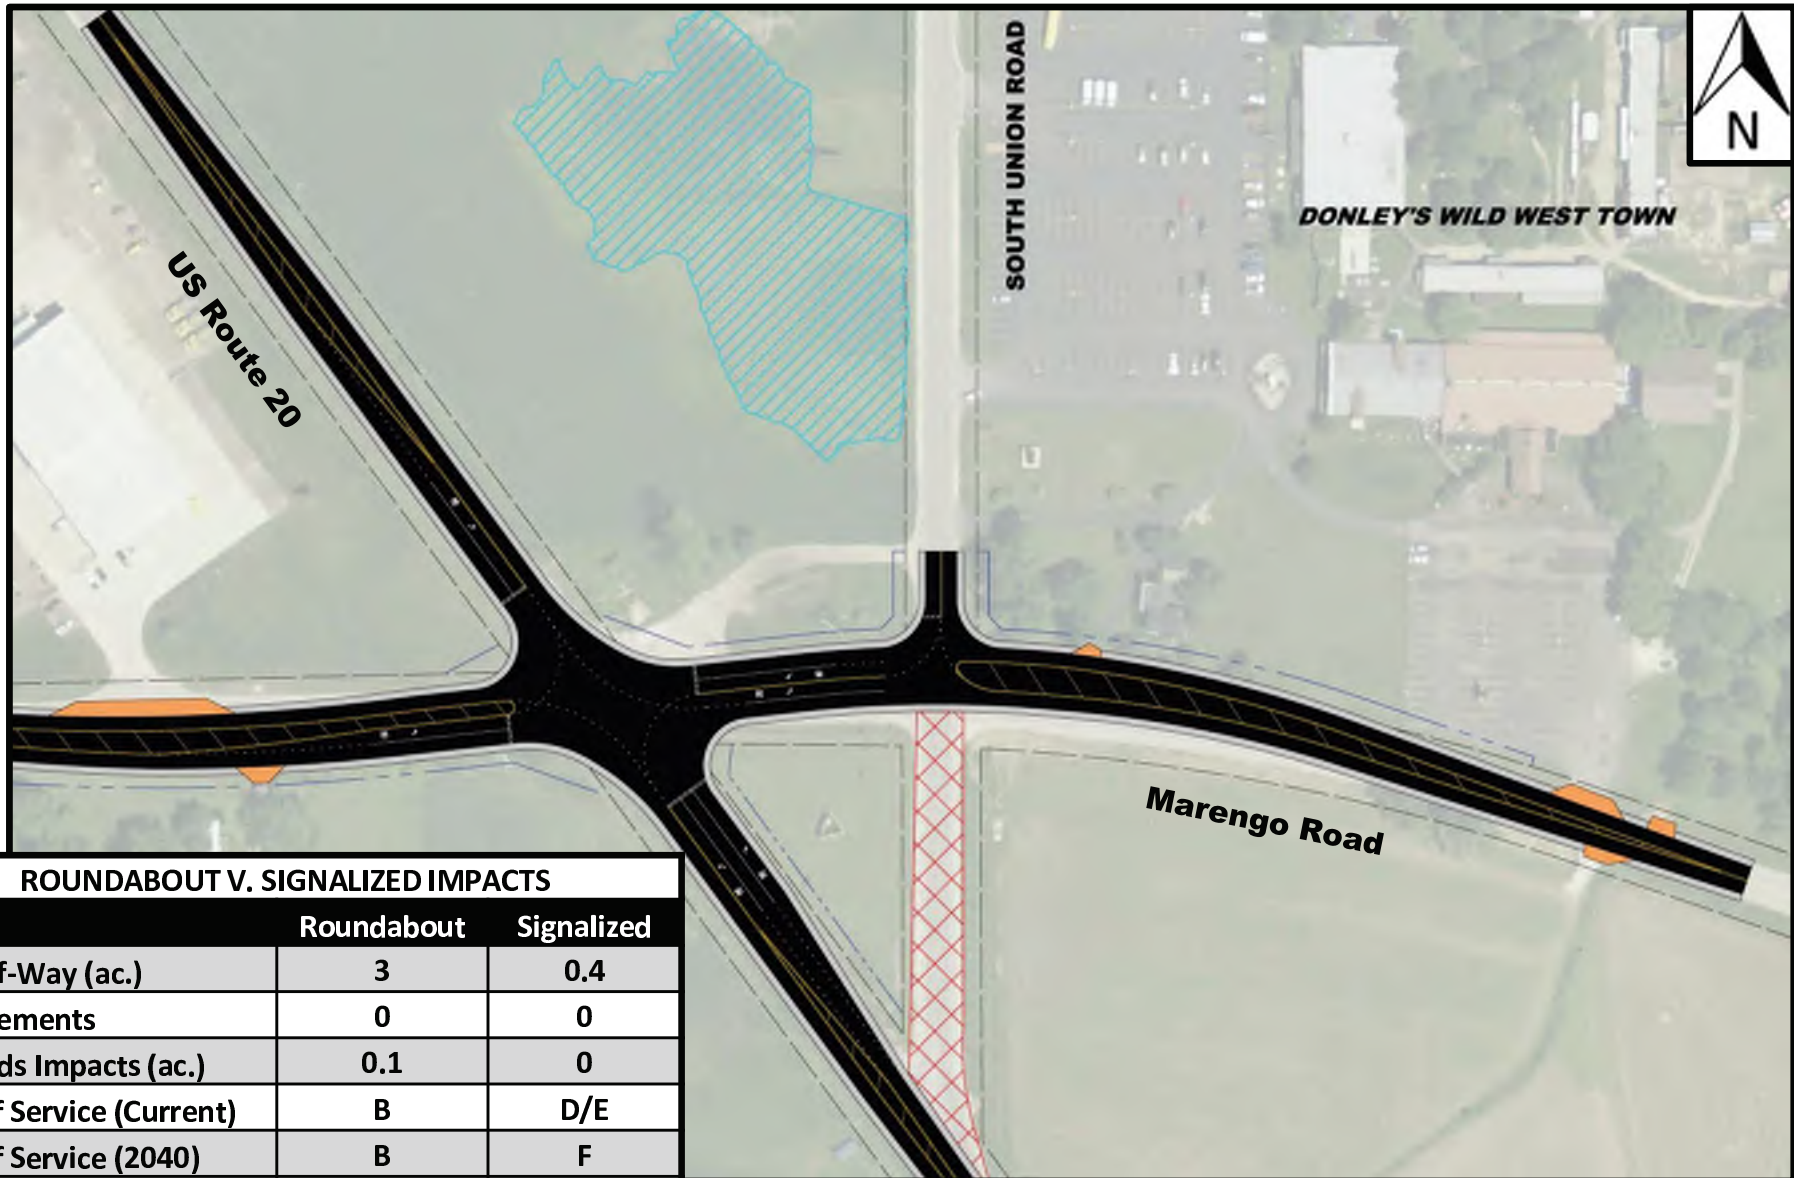 SOUTH UNION ROAD
N
DONLEY'S WILD WEST TOWN
US Route 20
Marengo Road
ROUNDABOUT V. SIGNALIZED IMPACTS
Roundabout Signalized
f-Way (ac.) 3 0.4
ements 0 0
ds Impacts (ac.) 0.1 0
f Service (Current) B D/E
f Service (2040) B F